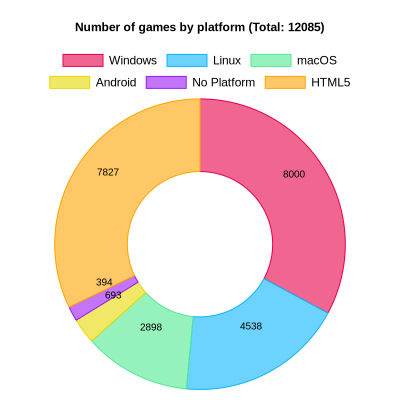 Number of games by platform (Total: 12085)
Windows Linux macOS
Android No Platform HTML5
7827
8000
394
693
2898
4538